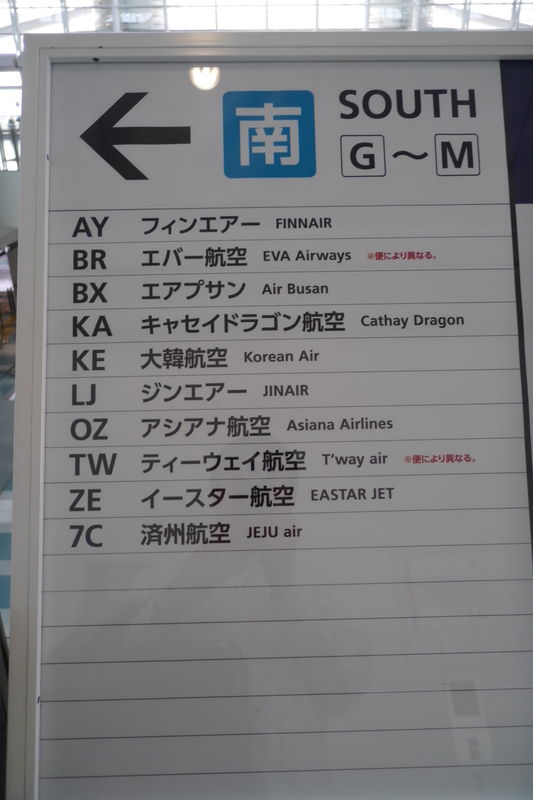 ← 南 SOUTH
G～M
AY フィンエアー FINNAIR
BR エバー航空 EVA Airways ※便により異なる。
BX エアプサン Air Busan
KA キャセイドラゴン航空 Cathay Dragon
KE 大韓航空 Korean Air
LJ ジンエアー JINAIR
OZ アシアナ航空 Asiana Airlines
TW ティーウェイ航空 T'way air ※便により異なる。
ZE イースター航空 EASTAR JET
7C 済州航空 JEJU air